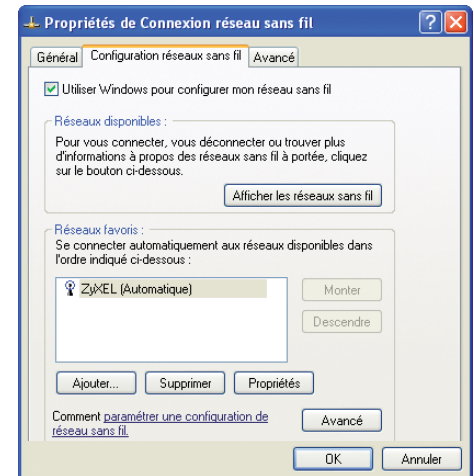 Propriétés de Connexion réseau sans fil
Général
Configuration réseaux sans fil
Avancé
Utiliser Windows pour configurer mon réseau sans fil
Réseaux disponibles :
Pour vous connecter, vous déconnecter ou trouver plus
d'informations à propos des réseaux sans fil à portée, cliquez
sur le bouton ci-dessous.
Afficher les réseaux sans fil
Réseaux favoris :
Se connecter automatiquement aux réseaux disponibles dans
l'ordre indiqué ci-dessous :
ZyXEL (Automatique)
Monter
Descendre
Ajouter...
Supprimer
Propriétés
Comment paramétrer une configuration de
réseau sans fil.
Avancé
OK
Annuler